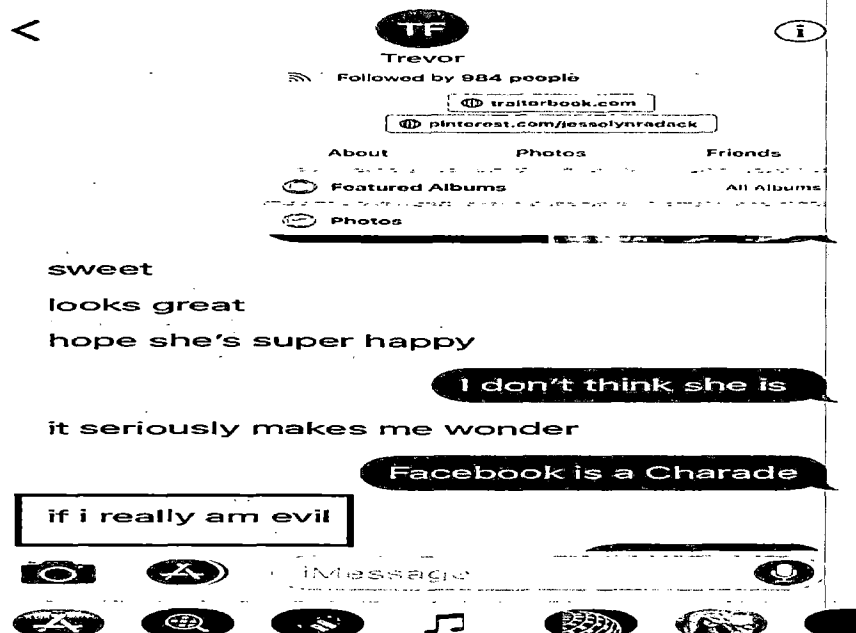 TF
Trevor
Followed by 984 people
traitorbook.com
pinterest.com/jesselynradack
About Photos Friends
Featured Albums All Albums
Photos
sweet
looks great
hope she's super happy
I don't think she is
it seriously makes me wonder
Facebook is a Charade
if i really am evil
iMessage